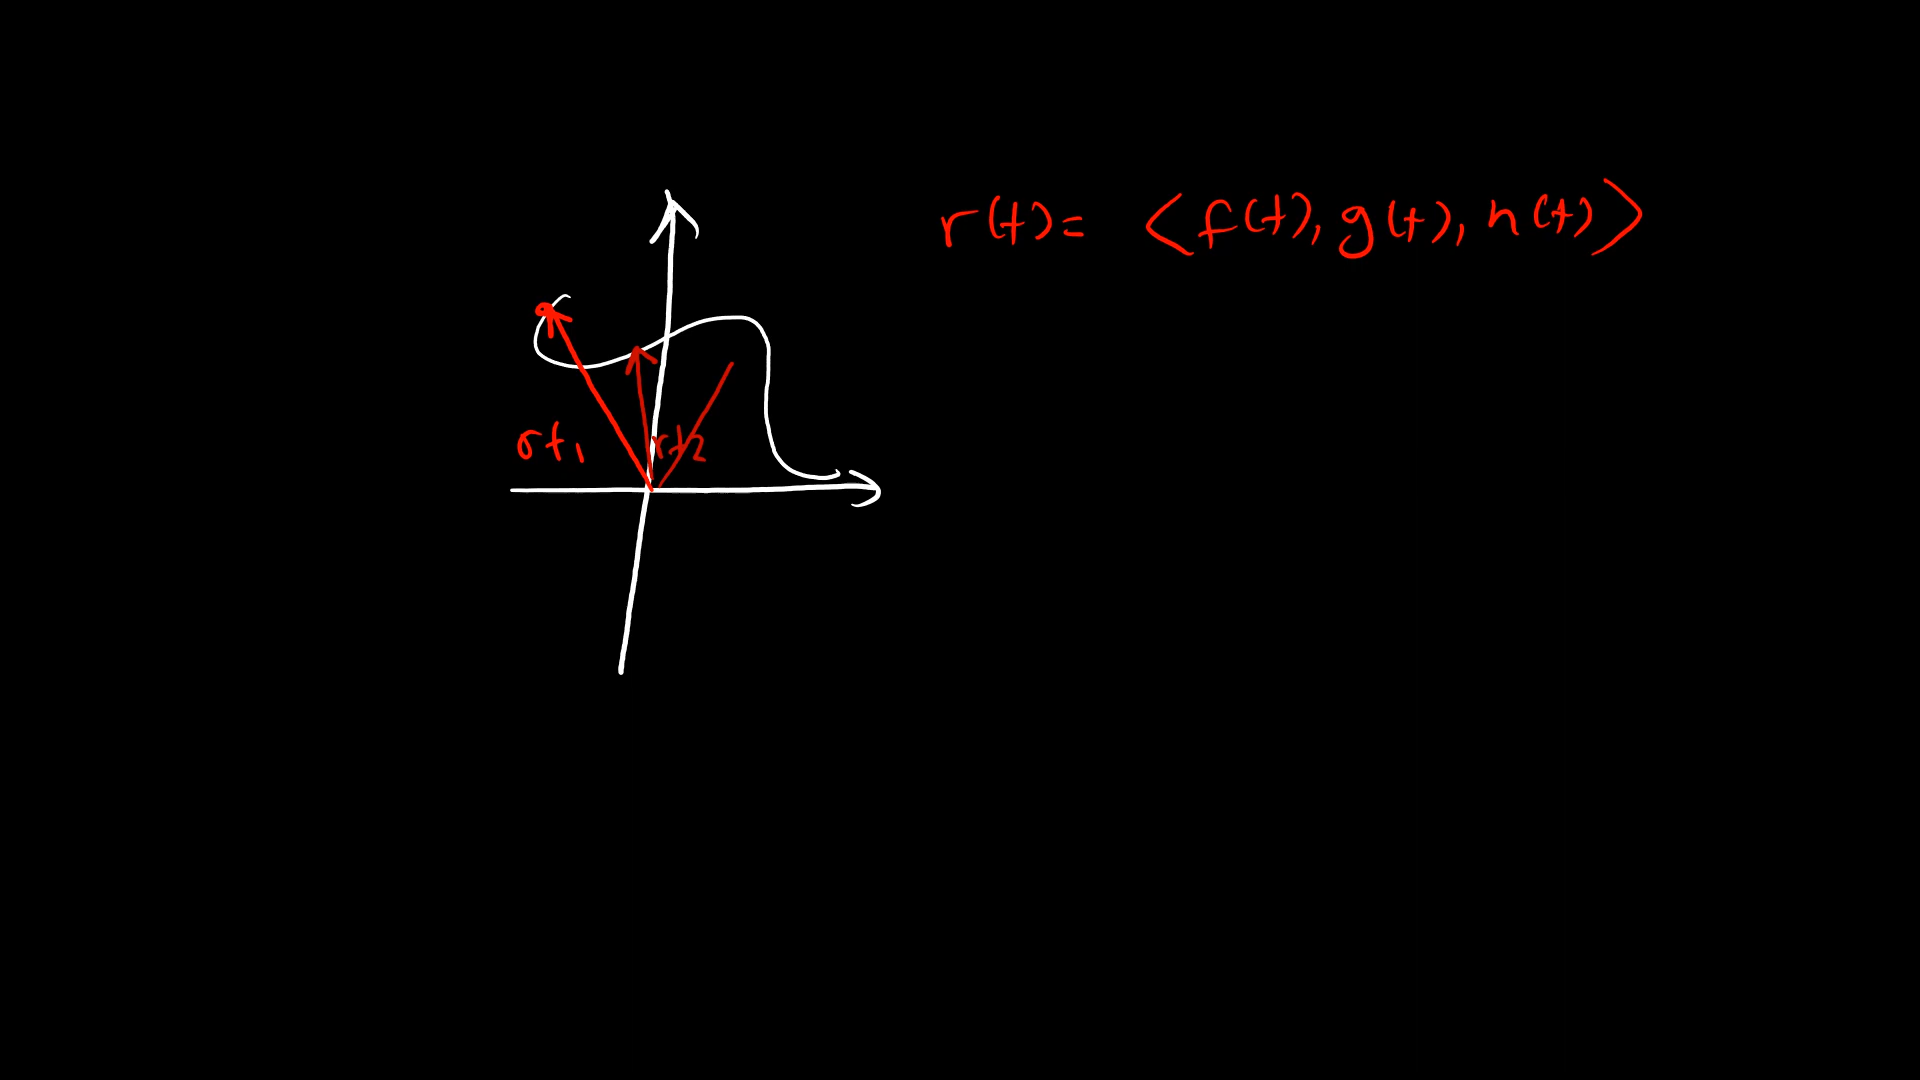 r(t)= <f(t), g(t), h(t)>
rt1
rt2